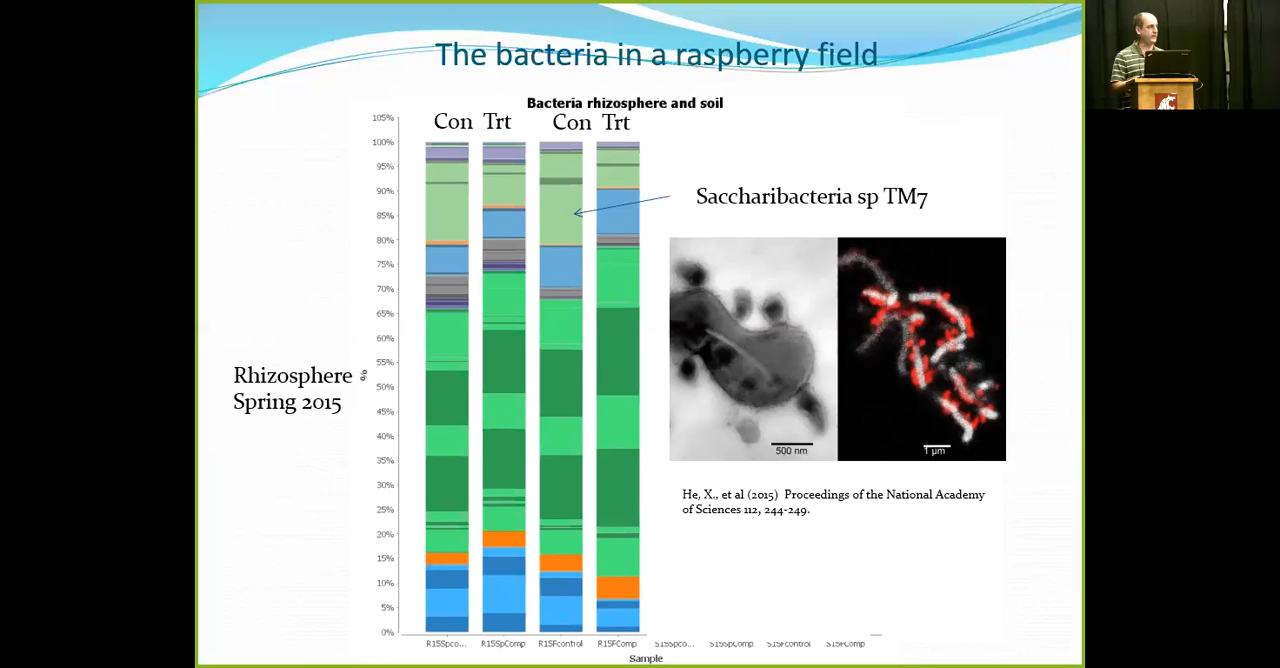 The bacteria in a raspberry field
Bacteria rhizosphere and soil
Con Trt Con Trt
105%
100%
95%
90%
85%
80%
75%
70%
65%
60%
55%
50%
45%
40%
35%
30%
25%
20%
15%
10%
5%
0%
%
Rhizosphere
Spring 2015
Saccharibacteria sp TM7
500 nm
1 μm
He, X., et al (2015) Proceedings of the National Academy
of Sciences 112, 244-249.
R15Spco... R15SpComp R15Fcontrol R15FComp S15Spco... S15SpComp S15Fcontrol S15FComp
Sample